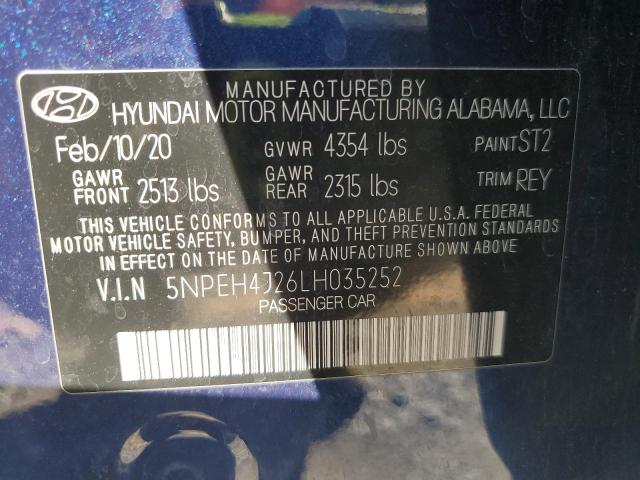 MANUFACTURED BY
HYUNDAI MOTOR MANUFACTURING ALABAMA, LLC
Feb/10/20 GVWR 4354 lbs PAINT ST2
GAWR FRONT 2513 lbs GAWR REAR 2315 lbs TRIM REY
THIS VEHICLE CONFORMS TO ALL APPLICABLE U.S.A. FEDERAL
MOTOR VEHICLE SAFETY, BUMPER, AND THEFT PREVENTION STANDARDS
IN EFFECT ON THE DATE OF MANUFACTURE SHOWN ABOVE.
V.I.N 5NPEH4J26LH035252
PASSENGER CAR